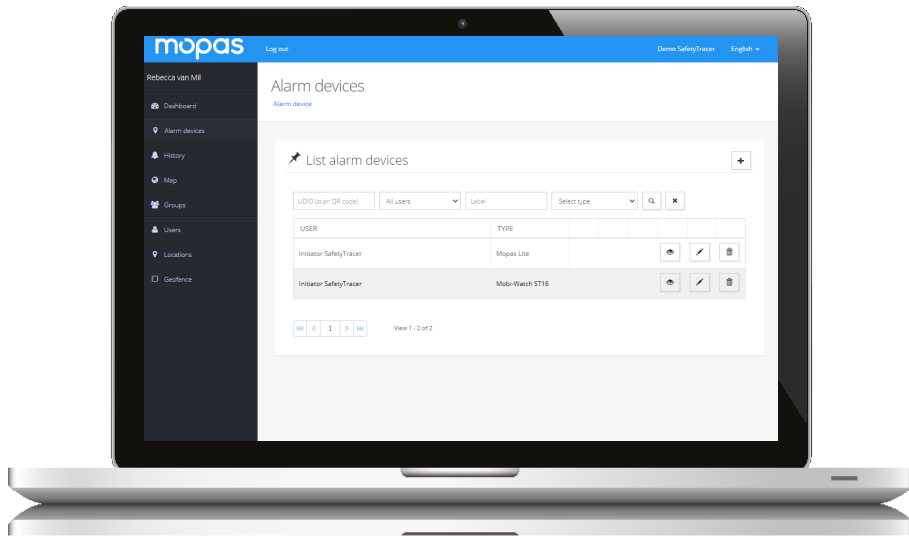 mopas
Log out
Demo SafetyTracer
English
Rebecca van Mil
Dashboard
Alarm devices
History
Map
Groups
Users
Locations
Geofence
Alarm devices
Alarm device
List alarm devices
+
UDID (scan QR code)
All users
Label
Select type
USER TYPE
Initiator SafetyTracer Mopas Lite
Initiator SafetyTracer Mobi-Watch ST16
1
View 1 - 2 of 2